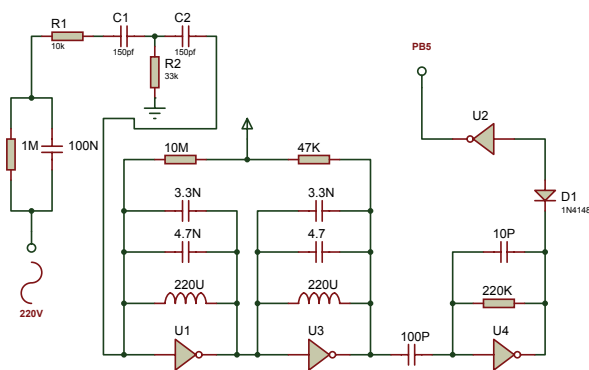 R1
10k
C1
150pf
C2
150pf
R2
33k
1M
100N
220V
PB5
U2
D1
1N4148
10M
47K
3.3N
3.3N
4.7N
4.7
10P
220U
220U
220K
U1
U3
100P
U4